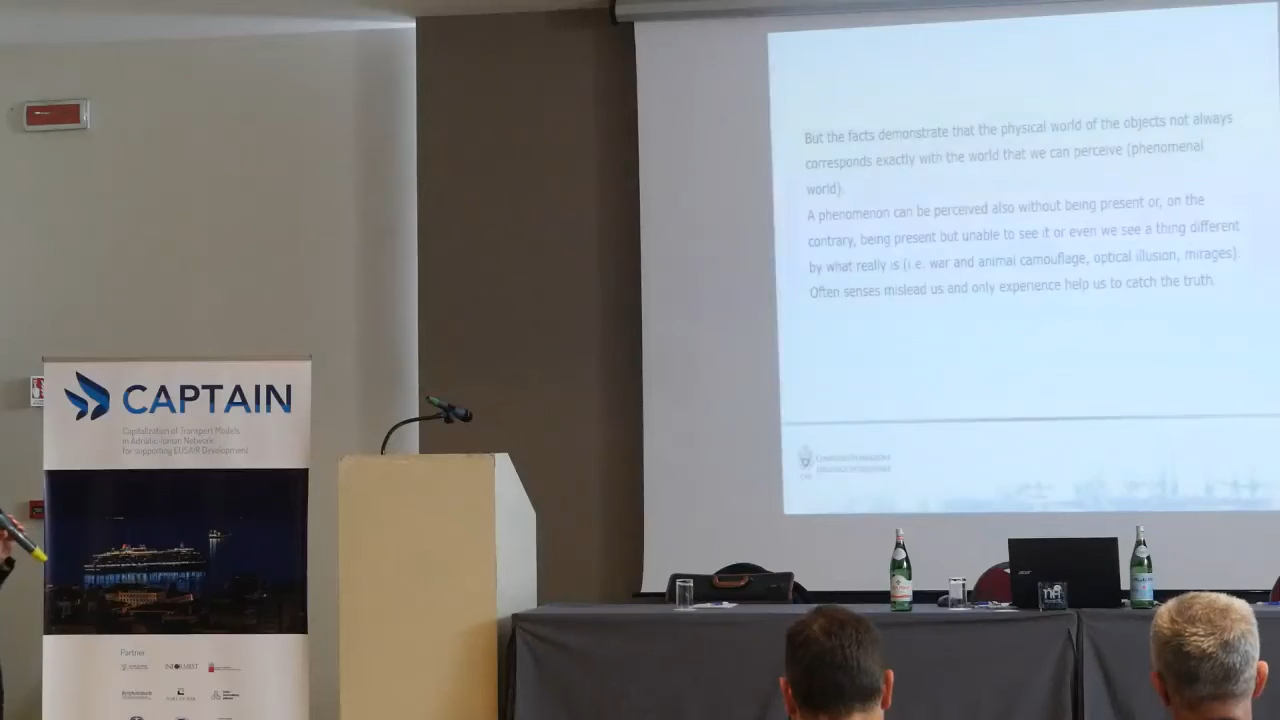 But the facts demonstrate that the physical world of the objects not always
corresponds exactly with the world that we can perceive (phenomenal
world).
A phenomenon can be perceived also without being present or, on the
contrary, being present but unable to see it or even we see a thing different
by what really is (i.e. war and animal camouflage, optical illusion, mirages).
Often senses mislead us and only experience help us to catch the truth.
CAPTAIN
Capitalization of Transport Models
in Adriatic-Ionian Network
for supporting EUSAIR Development
Partner
INFORMEST
acer